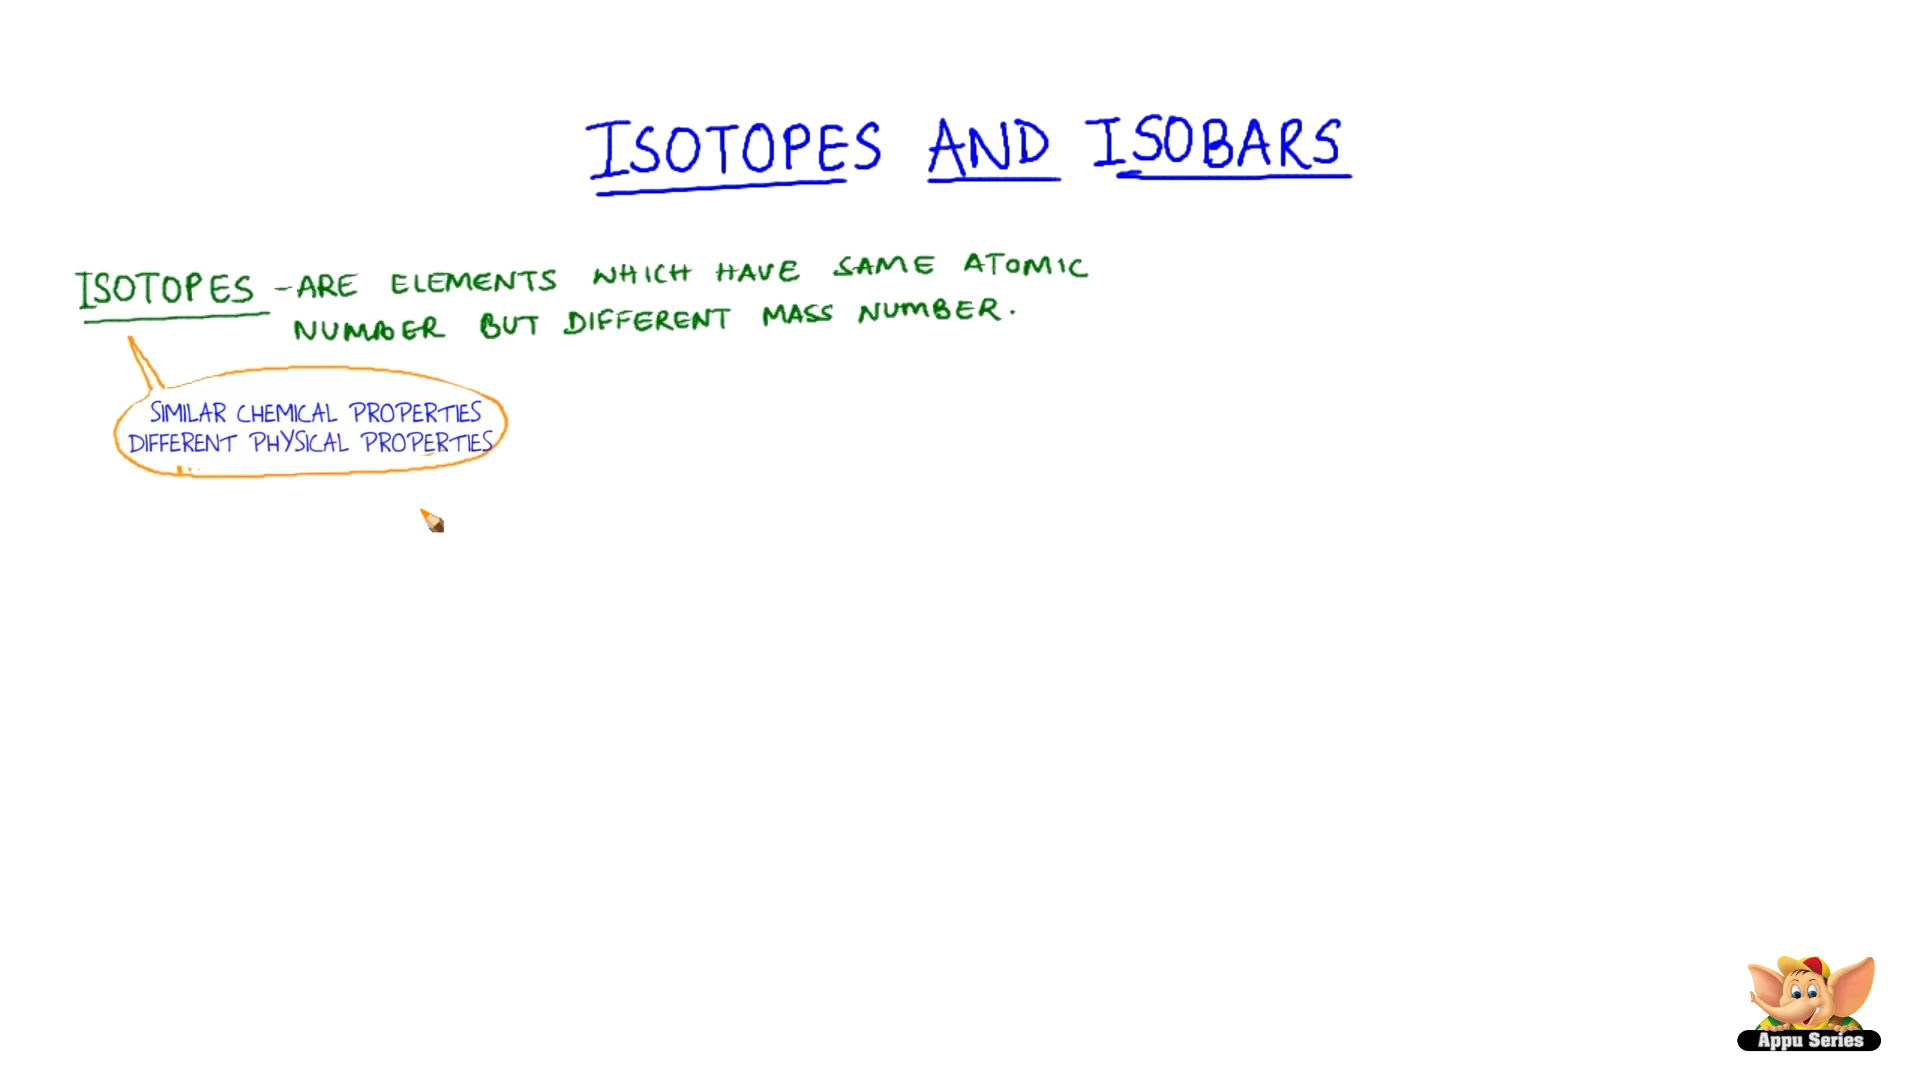 ISOTOPES AND ISOBARS
ISOTOPES - ARE ELEMENTS WHICH HAVE SAME ATOMIC
NUMBER BUT DIFFERENT MASS NUMBER.
SIMILAR CHEMICAL PROPERTIES
DIFFERENT PHYSICAL PROPERTIES
Appu Series